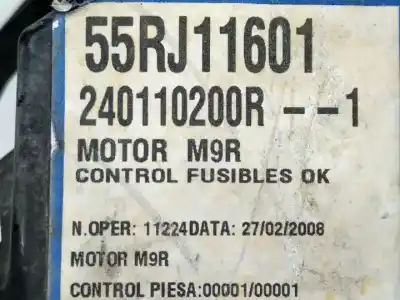 55RJ11601
240110200R - - 1
MOTOR M9R
CONTROL FUSIBLES OK
N.OPER: 11224DATA: 27/02/2008
MOTOR M9R
CONTROL PIESA:00001/00001